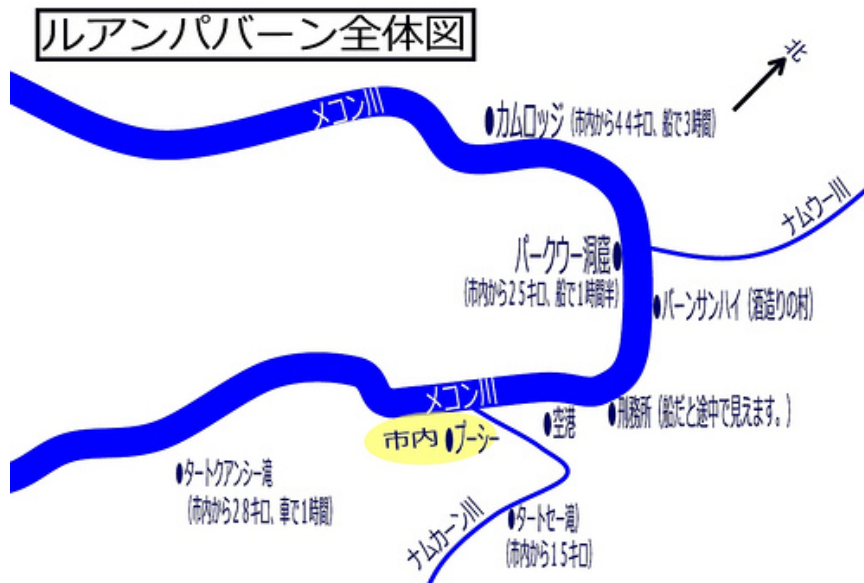 ルアンパバーン全体図
北
メコン川
カムロッジ (市内から44キロ、船で3時間)
ナムウー川
パークウー洞窟
(市内から25キロ、船で1時間半)
バーンサンハイ (酒造りの村)
メコン川
刑務所 (船だと途中で見えます。)
空港
市内 プーシー
タートクアンシー滝
(市内から28キロ、車で1時間)
ナムカーン川
タートセー滝)
(市内から15キロ)